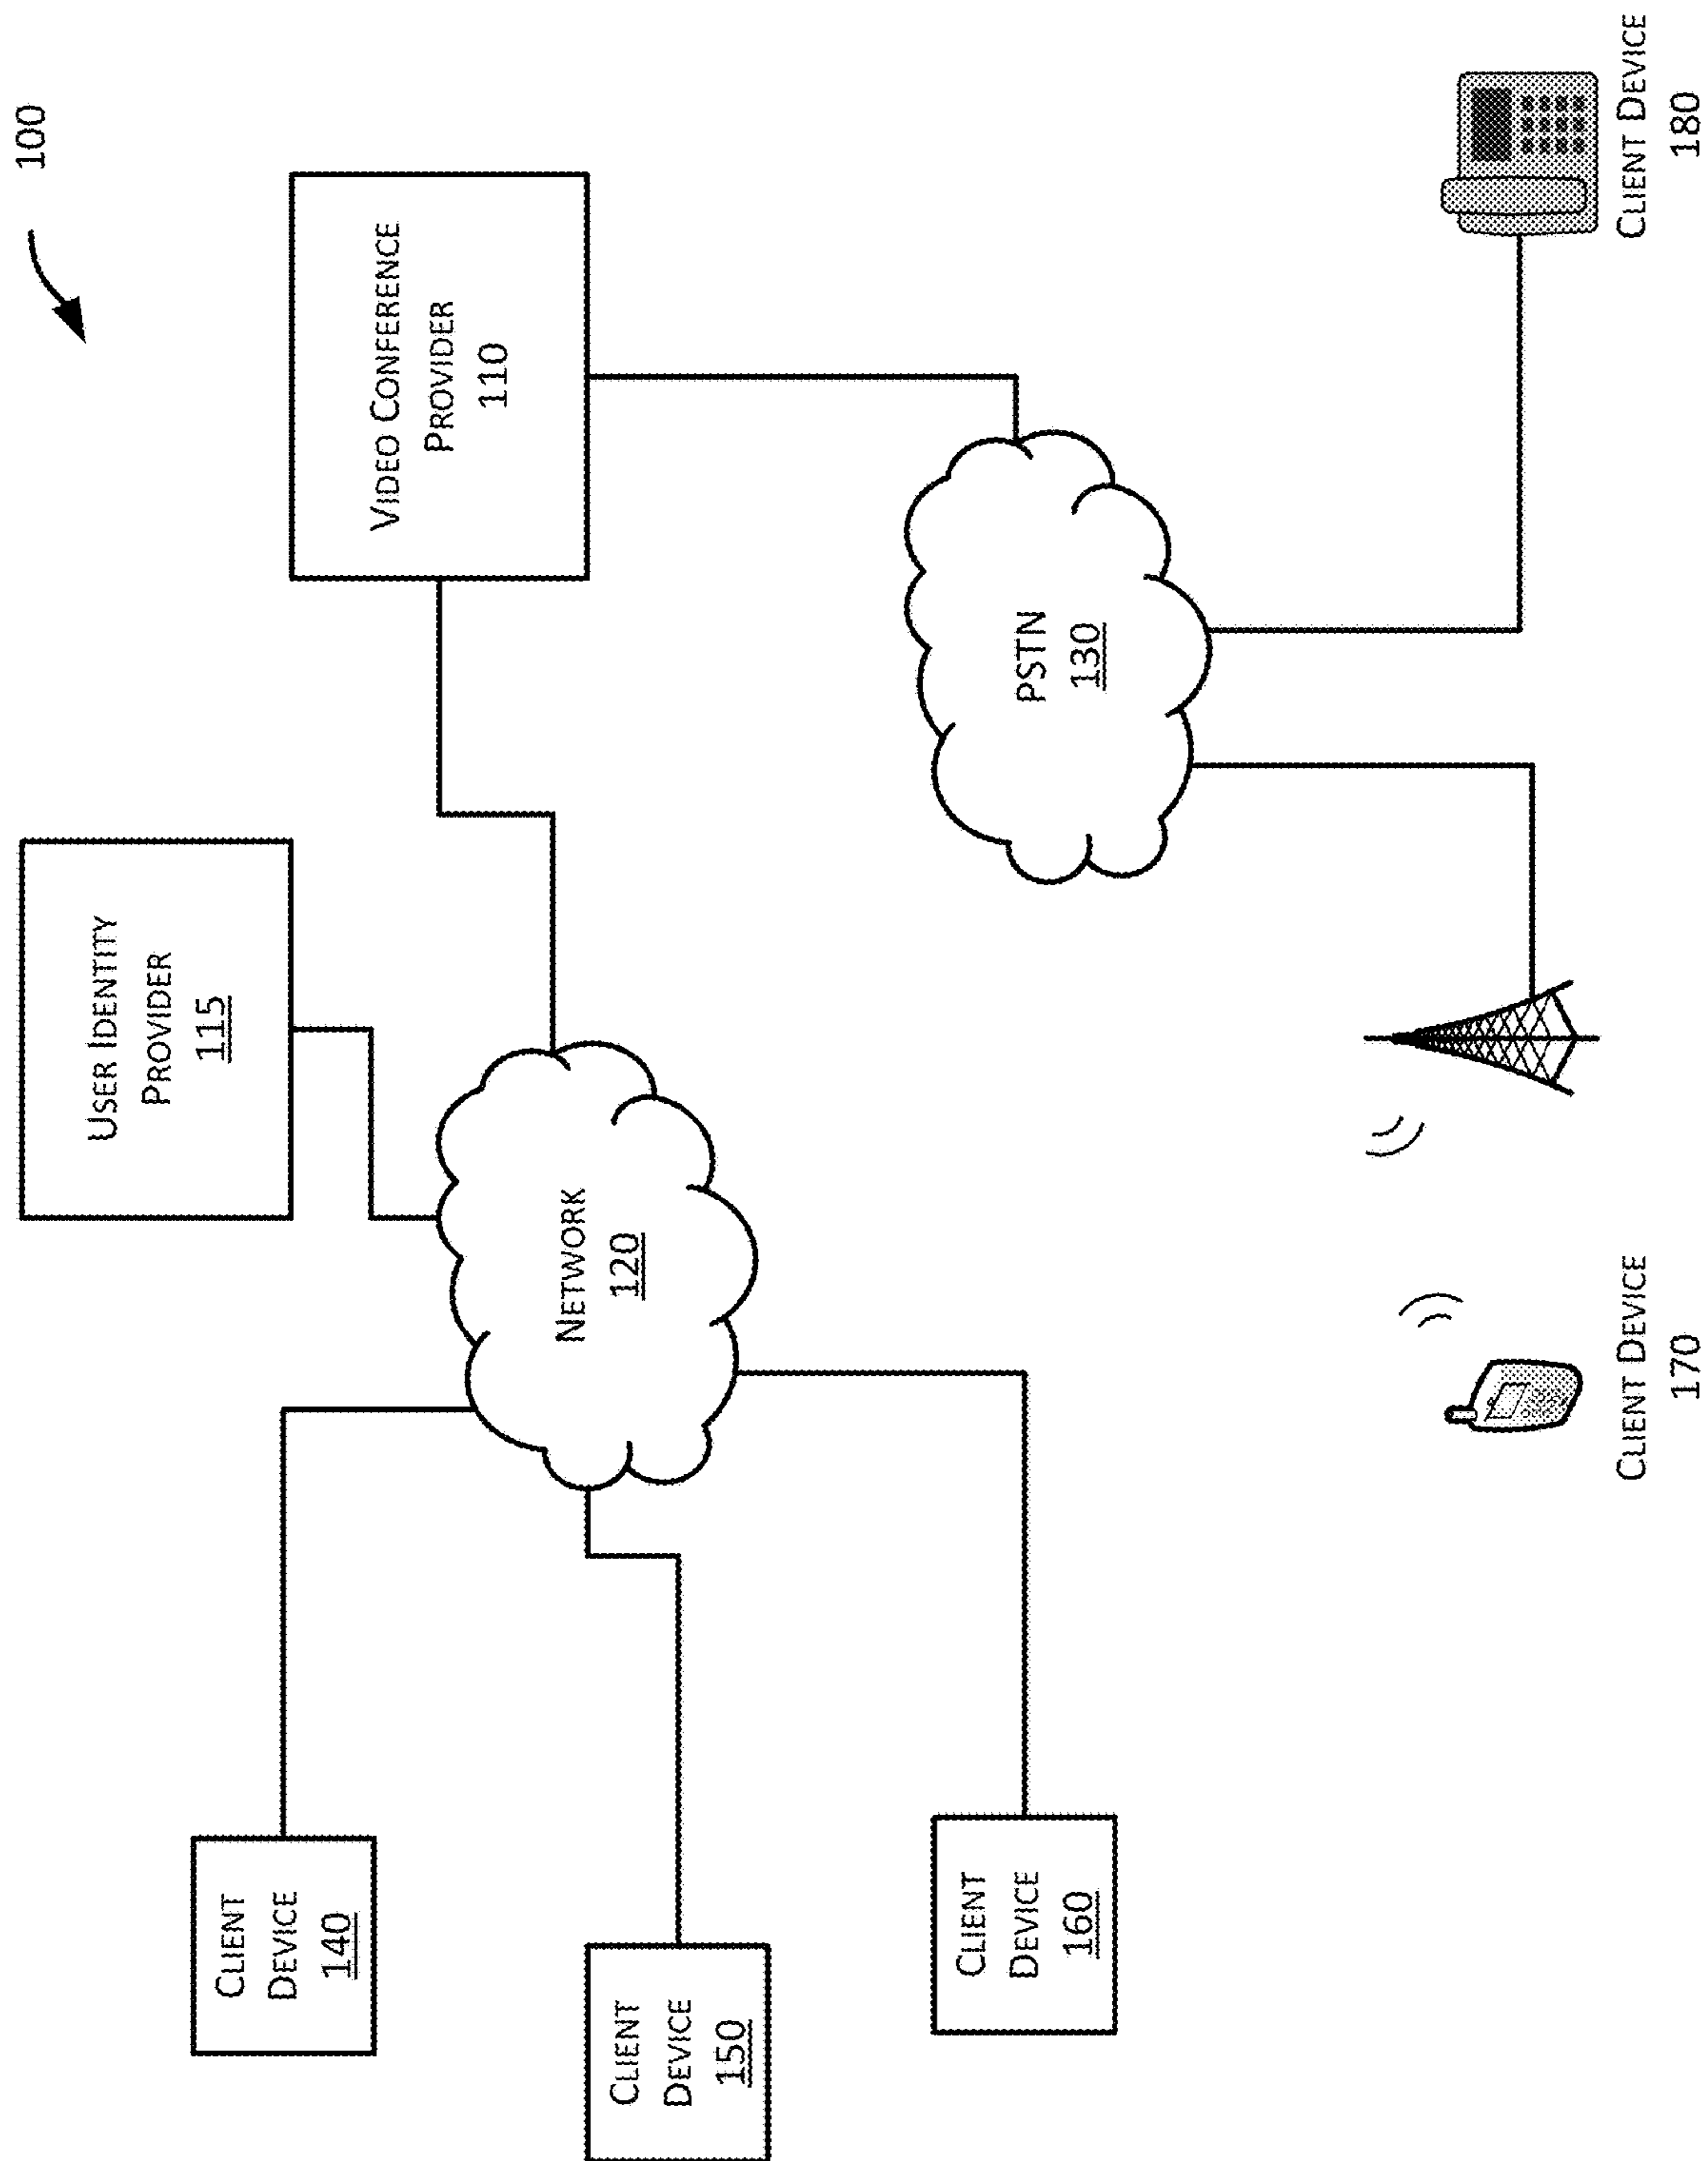 100
USER IDENTITY
PROVIDER
115
VIDEO CONFERENCE
PROVIDER
110
CLIENT
DEVICE
140
NETWORK
120
CLIENT
DEVICE
150
PSTN
130
CLIENT
DEVICE
160
CLIENT DEVICE
170
CLIENT DEVICE
180